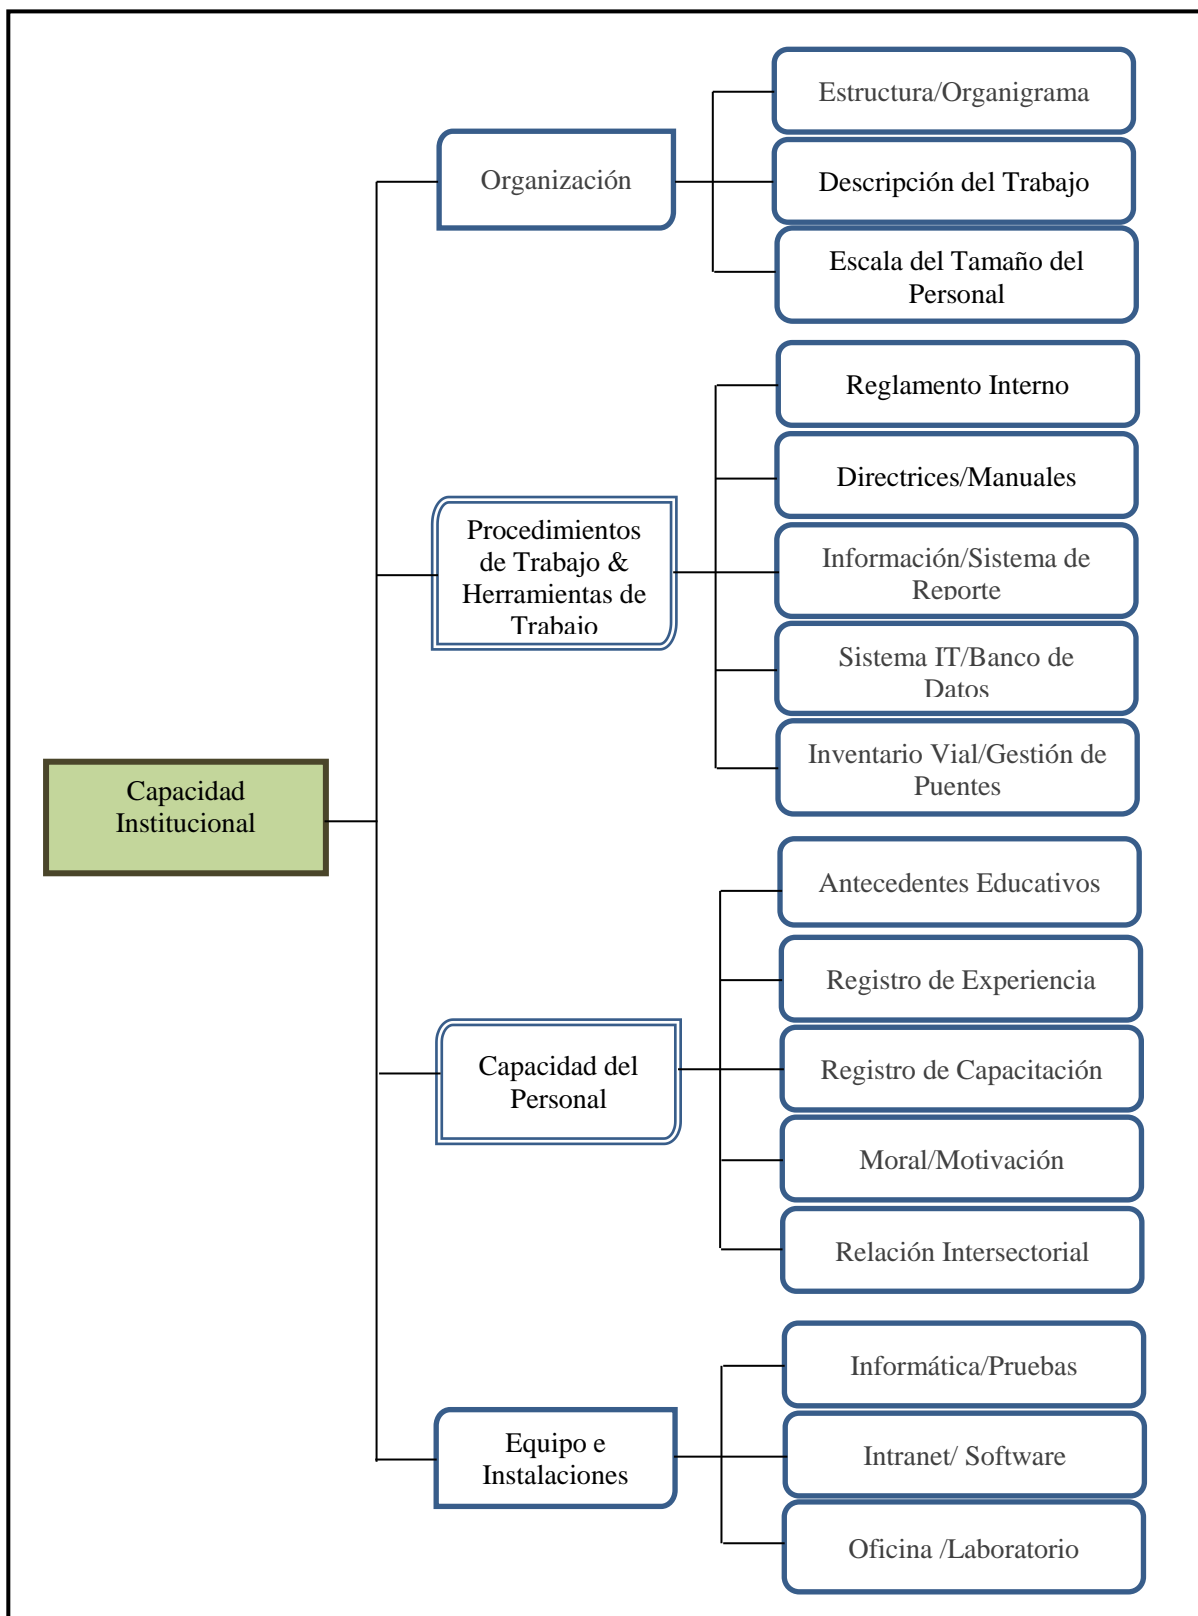 Estructura/Organigrama
Organización
Descripción del Trabajo
Escala del Tamaño del
Personal
Reglamento Interno
Directrices/Manuales
Procedimientos
de Trabajo &
Herramientas de
Trabajo
Información/Sistema de
Reporte
Sistema IT/Banco de
Datos
Inventario Vial/Gestión de
Puentes
Capacidad
Institucional
Antecedentes Educativos
Registro de Experiencia
Capacidad del
Personal
Registro de Capacitación
Moral/Motivación
Relación Intersectorial
Informática/Pruebas
Equipo e
Instalaciones
Intranet/ Software
Oficina /Laboratorio